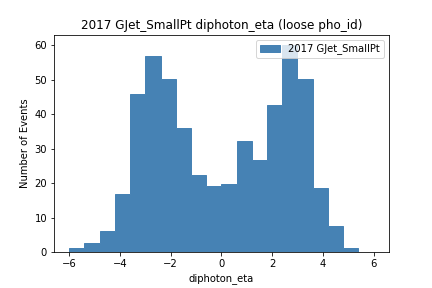 2017 GJet_SmallPt diphoton_eta (loose pho_id)
2017 GJet_SmallPt
Number of Events
60
50
40
30
20
10
0
−6 −4 −2 0 2 4 6
diphoton_eta